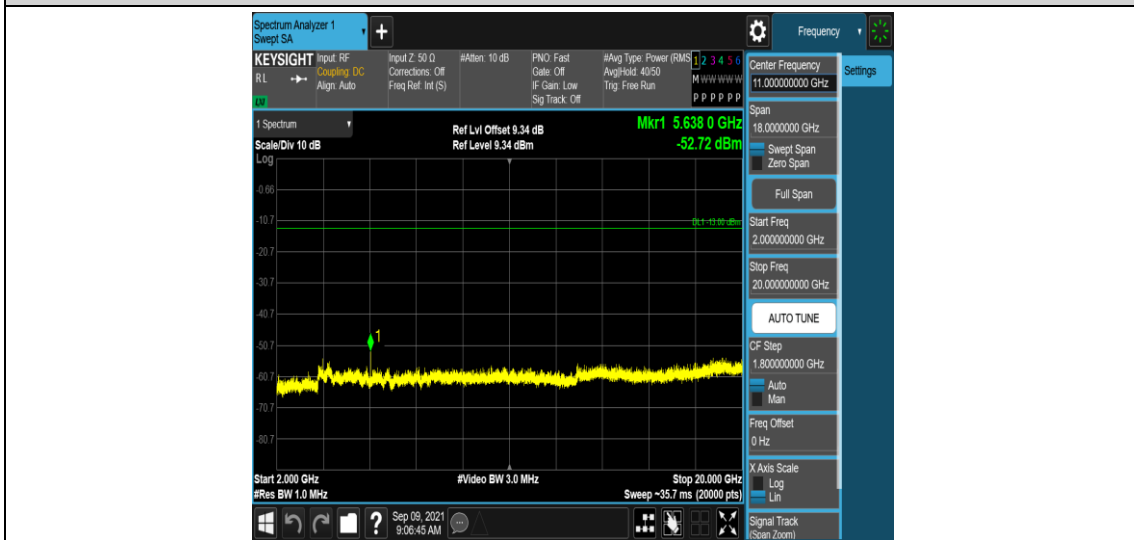 Spectrum Analyzer 1
Swept SA
+
Frequency
KEYSIGHT
RL
LXI
Input: RF
Coupling: DC
Align: Auto
Input Z: 50 Ω
Corrections: Off
Freq Ref: Int (S)
#Atten: 10 dB
PNO: Fast
Gate: Off
IF Gain: Low
Sig Track: Off
#Avg Type: Power (RMS
Avg|Hold: 40/50
Trig: Free Run
1 2 3 4 5 6
M W W W W W
P P P P P P
1 Spectrum
Scale/Div 10 dB
Log
Ref Lvl Offset 9.34 dB
Ref Level 9.34 dBm
Mkr1 5.638 0 GHz
-52.72 dBm
-0.66
-10.7
DL1 -13.00 dBm
-20.7
-30.7
-40.7
1
-50.7
-60.7
-70.7
-80.7
Start 2.000 GHz
#Res BW 1.0 MHz
#Video BW 3.0 MHz
Stop 20.000 GHz
Sweep ~35.7 ms (20000 pts)
?
Sep 09, 2021
9:06:45 AM
Center Frequency
11.000000000 GHz
Settings
Span
18.0000000 GHz
Swept Span
Zero Span
Full Span
Start Freq
2.000000000 GHz
Stop Freq
20.000000000 GHz
AUTO TUNE
CF Step
1.800000000 GHz
Auto
Man
Freq Offset
0 Hz
X Axis Scale
Log
Lin
Signal Track
(Span Zoom)